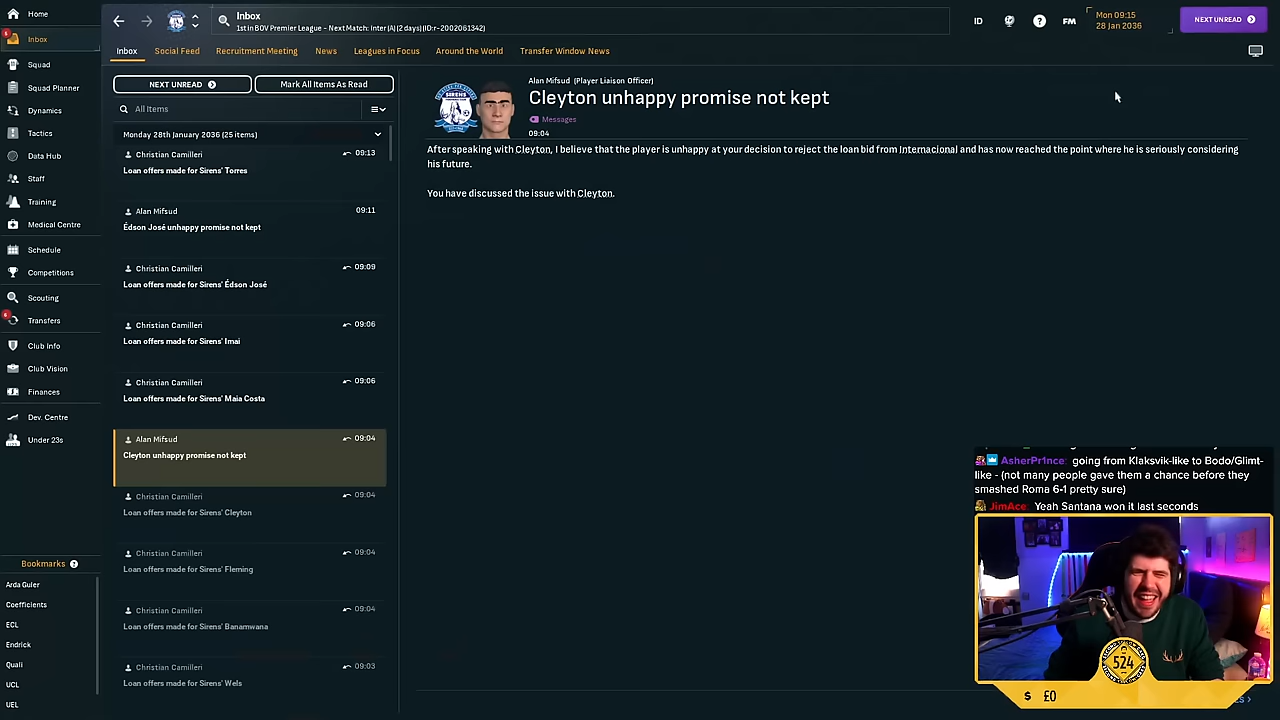 Home
Inbox
Squad
Squad Planner
Dynamics
Tactics
Data Hub
Staff
Training
Medical Centre
Schedule
Competitions
Scouting
Transfers
Club Info
Club Vision
Finances
Dev. Centre
Under 23s
Bookmarks
Arda Guler
Coefficients
ECL
Endrick
Quali
UCL
UEL
Inbox
1st in BOV Premier League - Next Match: Inter (A) (2 days) (ID:r-2002061342)
ID
FM
Mon 09:15
28 Jan 2036
NEXT UNREAD
Inbox Social Feed Recruitment Meeting News Leagues in Focus Around the World Transfer Window News
NEXT UNREAD
Mark All Items As Read
All Items
Monday 28th January 2036 (25 items)
Christian Camilleri 09:13
Loan offers made for Sirens' Torres
Alan Mifsud 09:11
Édson José unhappy promise not kept
Christian Camilleri 09:09
Loan offers made for Sirens' Édson José
Christian Camilleri 09:06
Loan offers made for Sirens' Imai
Christian Camilleri 09:06
Loan offers made for Sirens' Maia Costa
Alan Mifsud 09:04
Cleyton unhappy promise not kept
Christian Camilleri 09:04
Loan offers made for Sirens' Cleyton
Christian Camilleri 09:04
Loan offers made for Sirens' Fleming
Christian Camilleri 09:04
Loan offers made for Sirens' Banamwana
Christian Camilleri 09:03
Loan offers made for Sirens' Wels
SIRENS
Alan Mifsud (Player Liaison Officer)
Cleyton unhappy promise not kept
Messages
09:04
After speaking with Cleyton, I believe that the player is unhappy at your decision to reject the loan bid from Internacional and has now reached the point where he is seriously considering
his future.
You have discussed the issue with Cleyton.
AsherPr1nce: going from Klaksvik-like to Bodo/Glimt-
like - (not many people gave them a chance before they
smashed Roma 6-1 pretty sure)
JimAce: Yeah Santana won it last seconds
524
$ £0